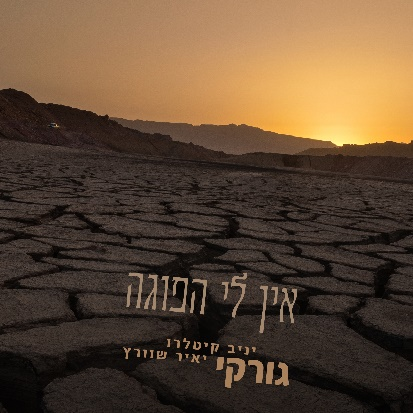 אין לי הפוגה
יניב קיטלרו
יאיר שוורץ
גורקי